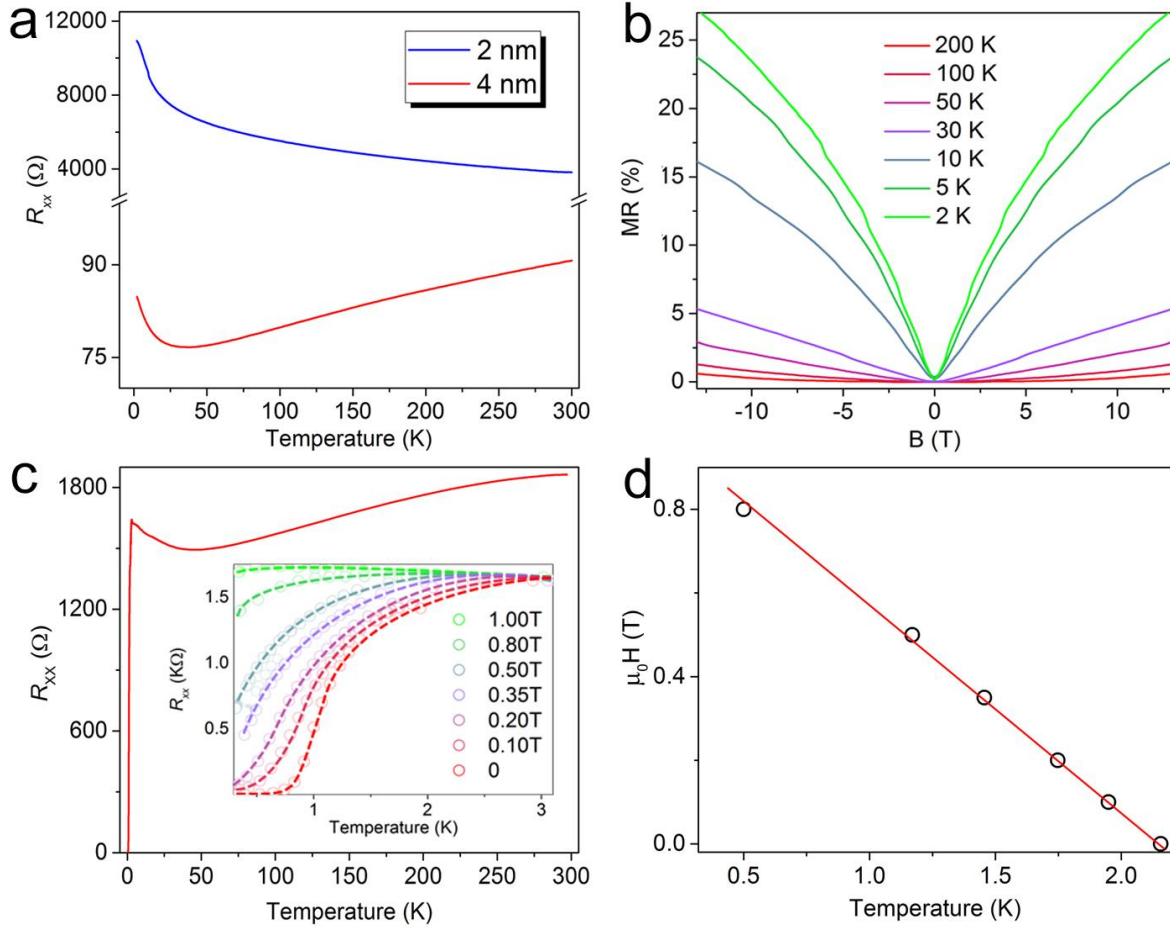 a
12000
8000
4000
90
75
R_xx (Ω)
2 nm
4 nm
0 50 100 150 200 250 300
Temperature (K)
b
25
20
15
10
5
0
MR (%)
200 K
100 K
50 K
30 K
10 K
5 K
2 K
-10 -5 0 5 10
B (T)
c
1800
1200
600
0
R_XX (Ω)
1.5
1.0
0.5
R_xx (KΩ)
1.00T
0.80T
0.50T
0.35T
0.20T
0.10T
0
1 2 3
Temperature (K)
0 50 100 150 200 250 300
Temperature (K)
d
0.8
0.4
0.0
μ₀H (T)
0.5 1.0 1.5 2.0
Temperature (K)